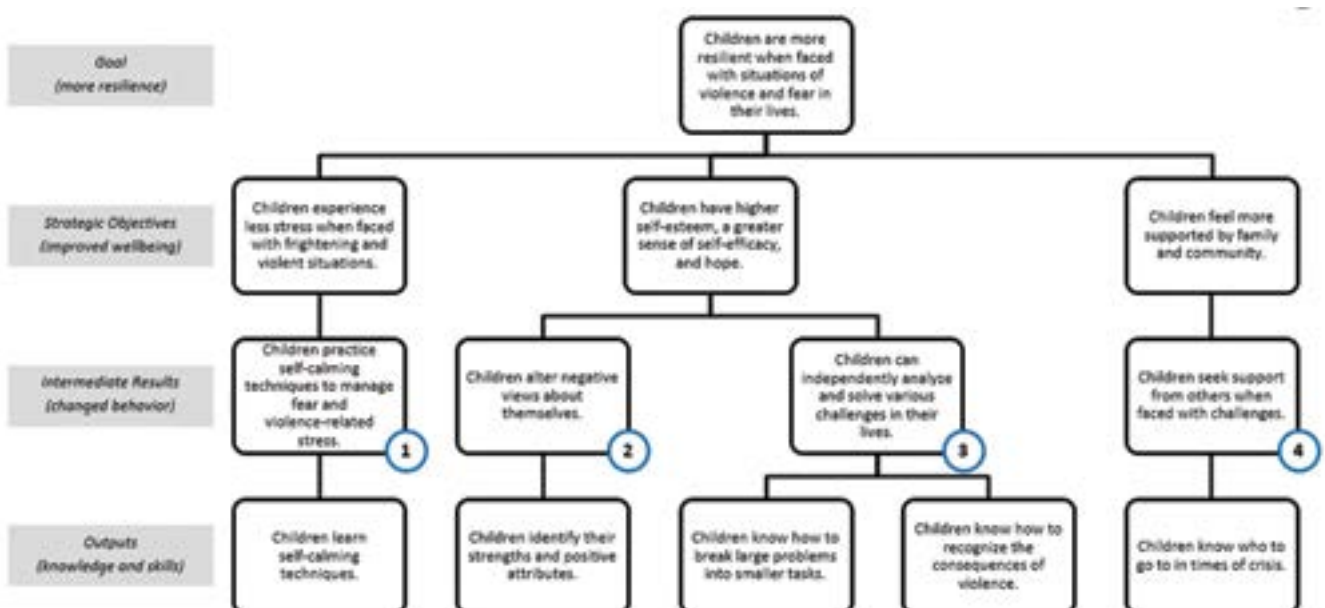 Goal
(more resilience)
Children are more
resilient when faced
with situations of
violence and fear in
their lives.
Strategic Objectives
(improved wellbeing)
Children experience
less stress when faced
with frightening and
violent situations.
Children have higher
self-esteem, a greater
sense of self-efficacy,
and hope.
Children feel more
supported by family
and community.
Intermediate Results
(changed behavior)
Children practice
self-calming
techniques to manage
fear and
violence-related
stress.
1
Children alter negative
views about
themselves.
2
Children can
independently analyze
and solve various
challenges in their
lives.
3
Children seek support
from others when
faced with challenges.
4
Outputs
(knowledge and skills)
Children learn
self-calming
techniques.
Children identify their
strengths and positive
attributes.
Children know how to
break large problems
into smaller tasks.
Children know how to
recognize the
consequences of
violence.
Children know who to
go to in times of crisis.